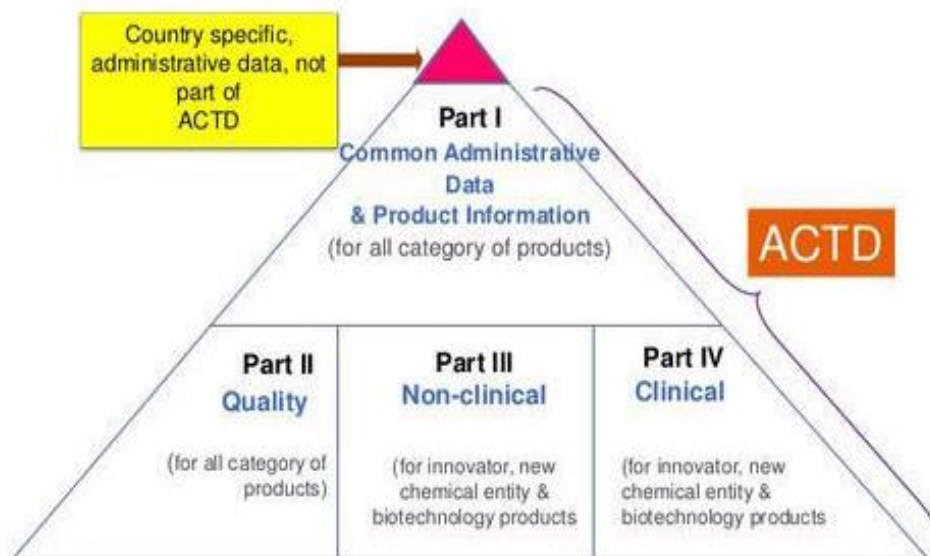 Country specific,
administrative data, not
part of
ACTD
Part I
Common Administrative
Data
& Product Information
(for all category of products)
ACTD
Part II
Quality
(for all category of
products)
Part III
Non-clinical
(for innovator, new
chemical entity &
biotechnology products
Part IV
Clinical
(for innovator, new
chemical entity &
biotechnology products)